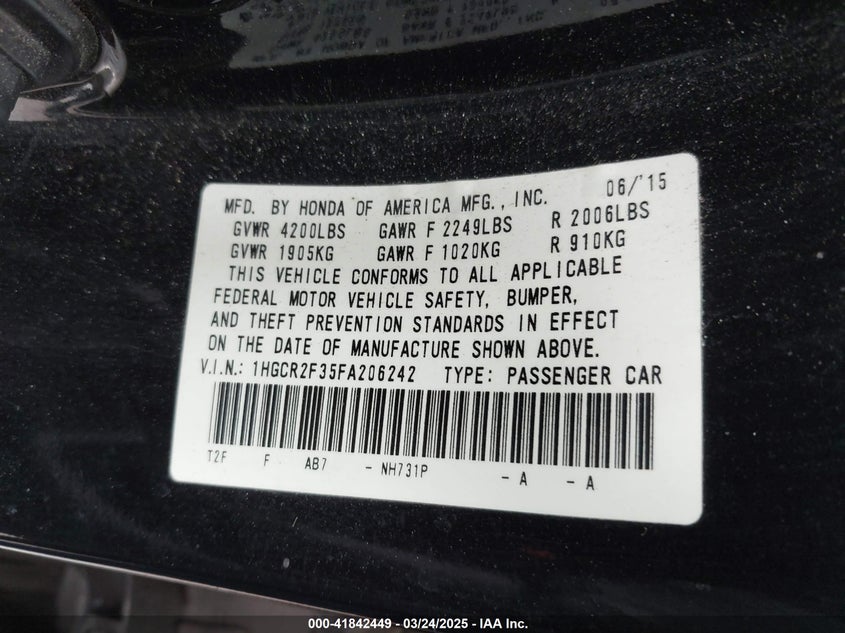 MFD. BY HONDA OF AMERICA MFG., INC. 06/'15
GVWR 4200LBS GAWR F 2249LBS R 2006LBS
GVWR 1905KG GAWR F 1020KG R 910KG
THIS VEHICLE CONFORMS TO ALL APPLICABLE
FEDERAL MOTOR VEHICLE SAFETY, BUMPER,
AND THEFT PREVENTION STANDARDS IN EFFECT
ON THE DATE OF MANUFACTURE SHOWN ABOVE.
V.I.N.: 1HGCR2F35FA206242 TYPE: PASSENGER CAR
T2F F AB7 - NH731P - A - A
000-41842449 - 03/24/2025 - IAA Inc.